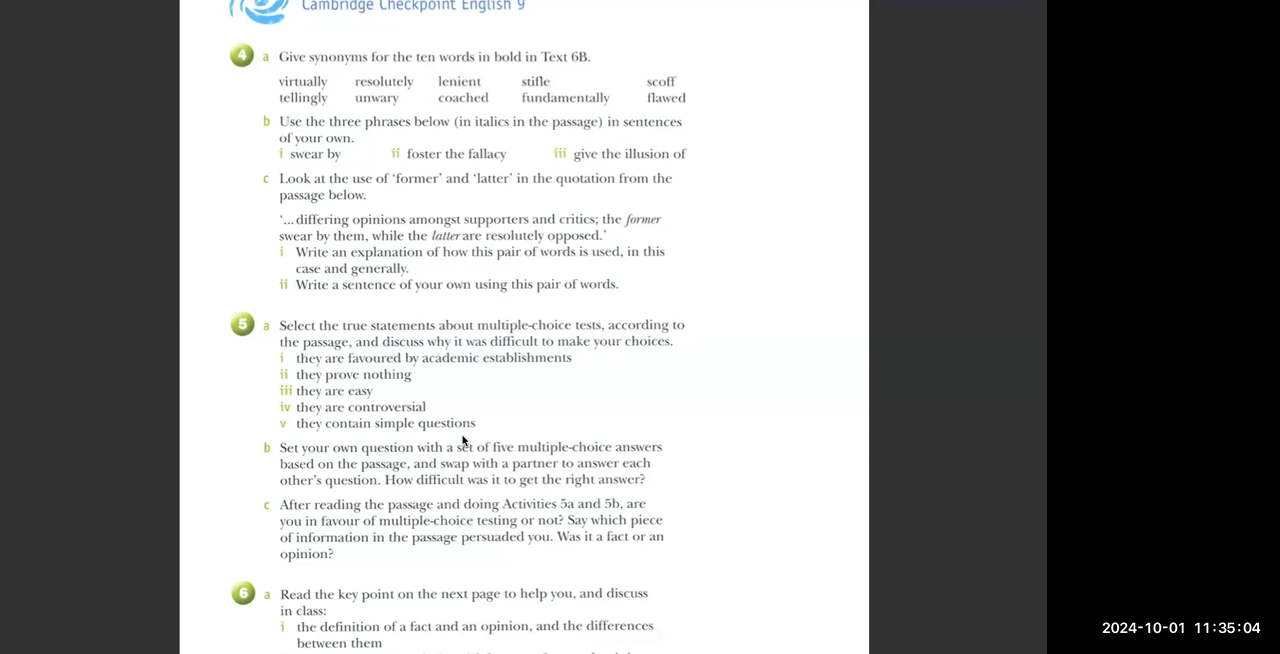 Cambridge Checkpoint English 9
4 a Give synonyms for the ten words in bold in Text 6B.
virtually resolutely lenient stifle scoff
tellingly unwary coached fundamentally flawed
b Use the three phrases below (in italics in the passage) in sentences
of your own.
i swear by ii foster the fallacy iii give the illusion of
c Look at the use of ‘former’ and ‘latter’ in the quotation from the
passage below.
‘... differing opinions amongst supporters and critics; the former
swear by them, while the latter are resolutely opposed.’
i Write an explanation of how this pair of words is used, in this
case and generally.
ii Write a sentence of your own using this pair of words.
5 a Select the true statements about multiple-choice tests, according to
the passage, and discuss why it was difficult to make your choices.
i they are favoured by academic establishments
ii they prove nothing
iii they are easy
iv they are controversial
v they contain simple questions
b Set your own question with a set of five multiple-choice answers
based on the passage, and swap with a partner to answer each
other’s question. How difficult was it to get the right answer?
c After reading the passage and doing Activities 5a and 5b, are
you in favour of multiple-choice testing or not? Say which piece
of information in the passage persuaded you. Was it a fact or an
opinion?
6 a Read the key point on the next page to help you, and discuss
in class:
i the definition of a fact and an opinion, and the differences
between them
2024-10-01 11:35:04